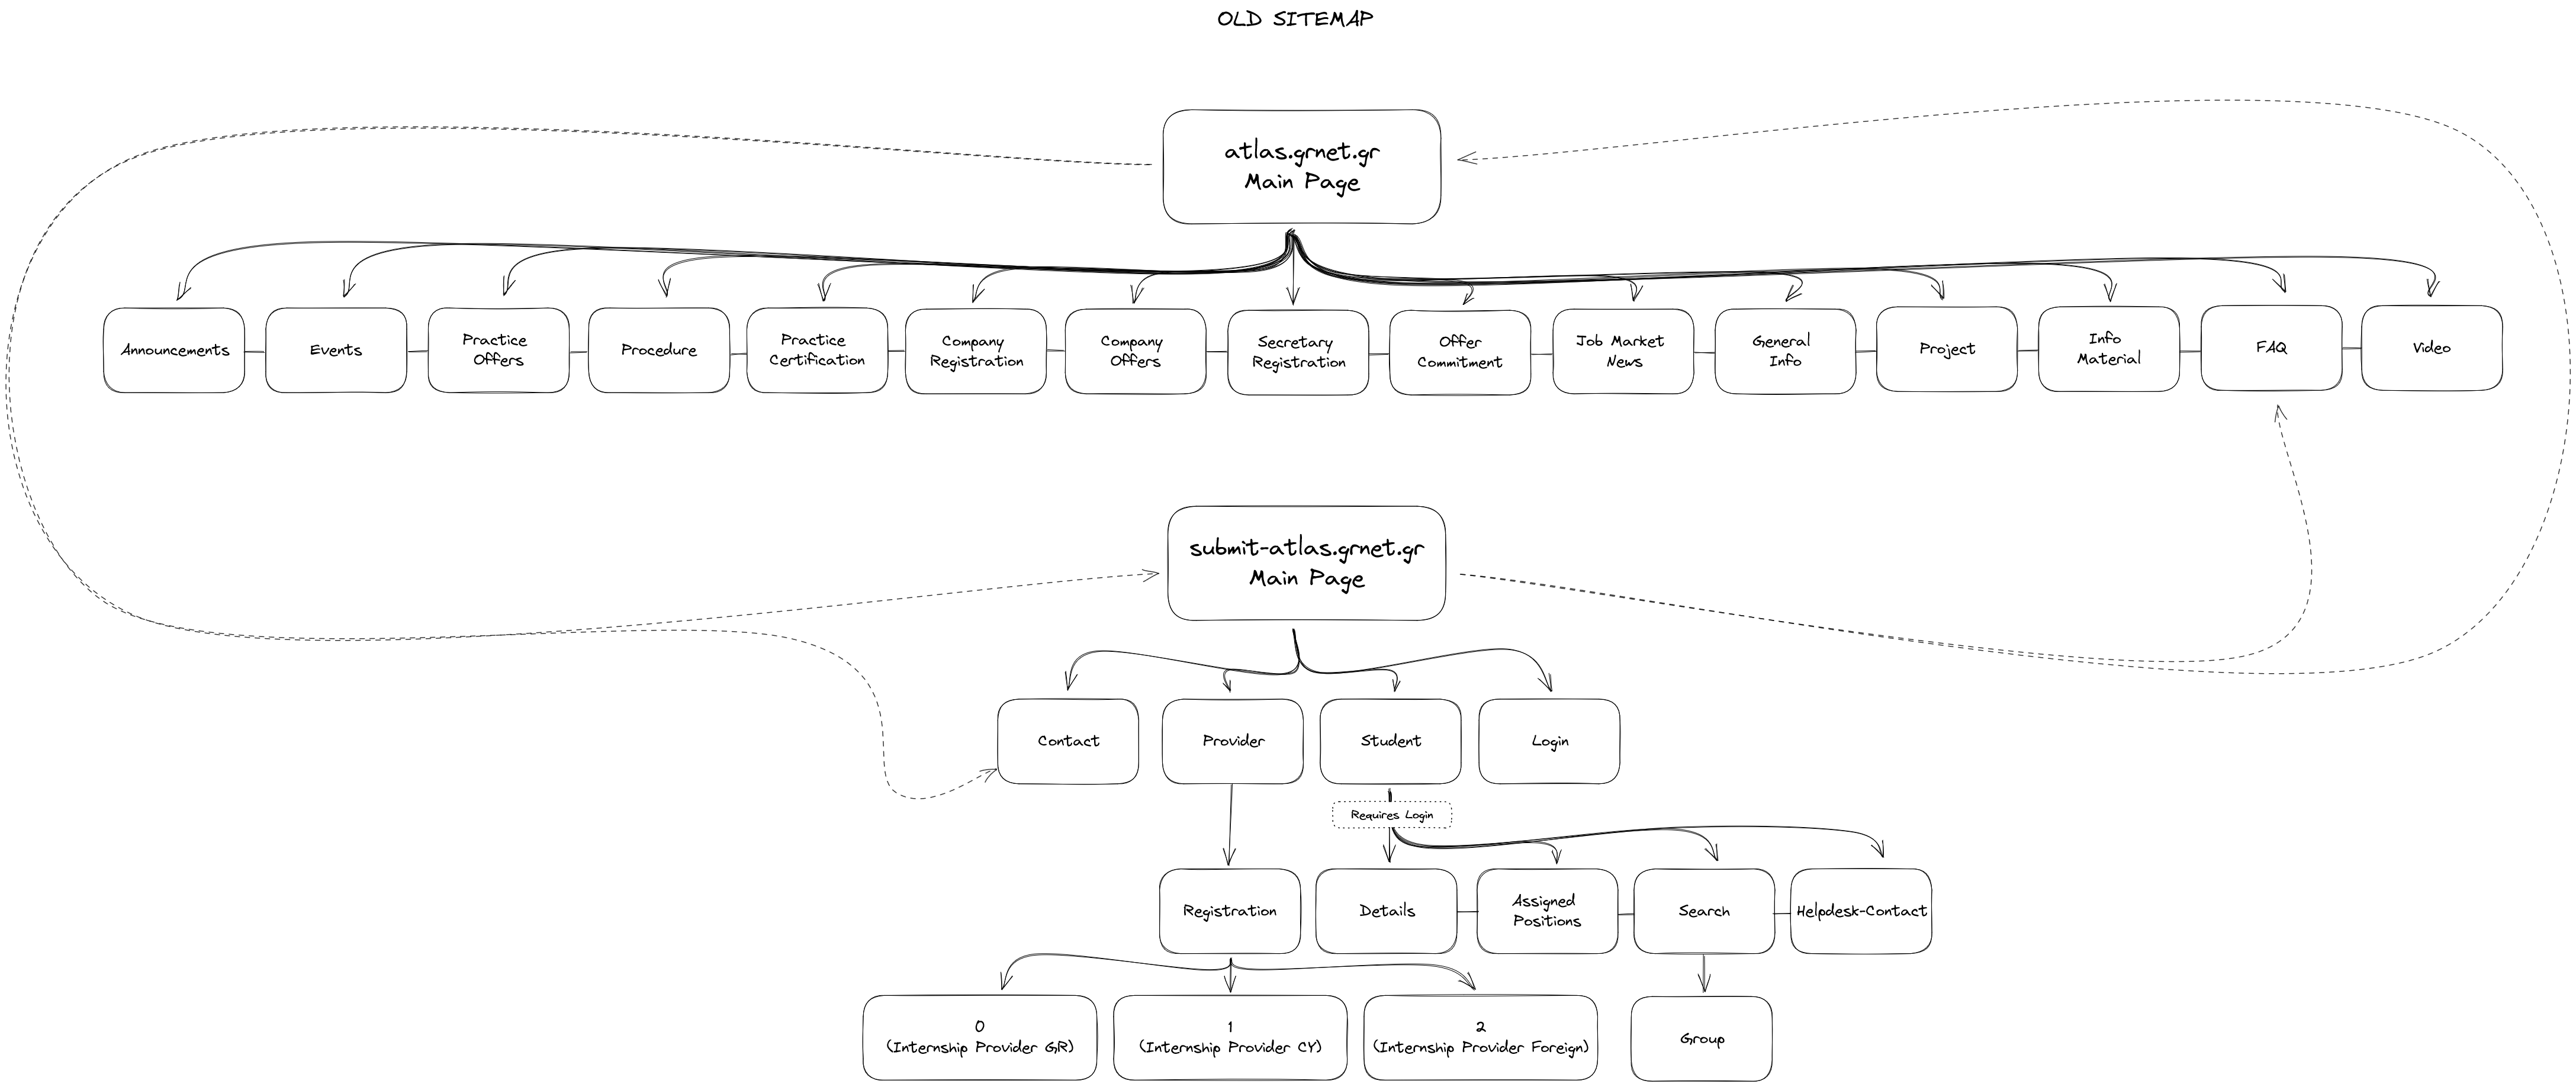 OLD SITEMAP
atlas.grnet.gr
Main Page
Announcements
Events
Practice
Offers
Procedure
Practice
Certification
Company
Registration
Company
Offers
Secretary
Registration
Offer
Commitment
Job Market
News
General
Info
Project
Info
Material
FAQ
Video
submit-atlas.grnet.gr
Main Page
Contact
Provider
Student
Login
Requires Login
Registration
Details
Assigned
Positions
Search
Helpdesk-Contact
0
(Internship Provider GR)
1
(Internship Provider CY)
2
(Internship Provider Foreign)
Group